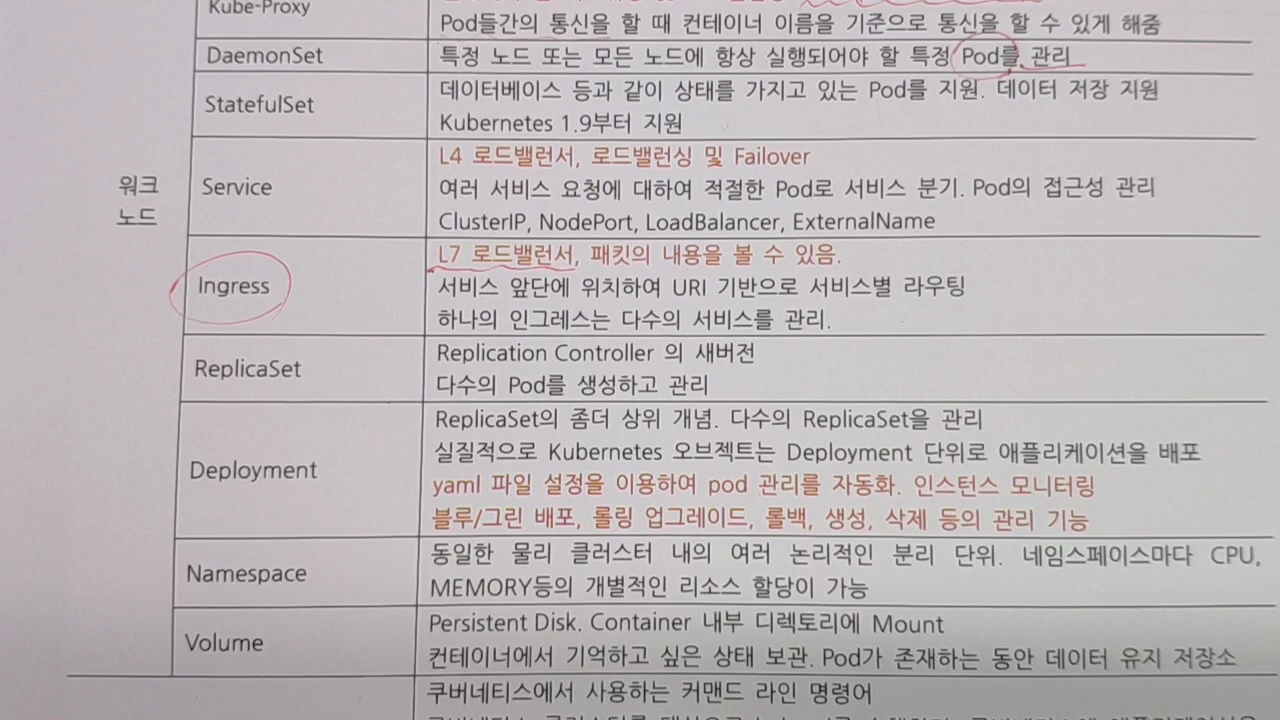 Kube-Proxy
Pod들간의 통신을 할 때 컨테이너 이름을 기준으로 통신을 할 수 있게 해줌
DaemonSet
특정 노드 또는 모든 노드에 항상 실행되어야 할 특정 Pod를 관리
StatefulSet
데이터베이스 등과 같이 상태를 가지고 있는 Pod를 지원. 데이터 저장 지원
Kubernetes 1.9부터 지원
워크
노드
Service
L4 로드밸런서, 로드밸런싱 및 Failover
여러 서비스 요청에 대하여 적절한 Pod로 서비스 분기. Pod의 접근성 관리
ClusterIP, NodePort, LoadBalancer, ExternalName
Ingress
L7 로드밸런서, 패킷의 내용을 볼 수 있음.
서비스 앞단에 위치하여 URI 기반으로 서비스별 라우팅
하나의 인그레스는 다수의 서비스를 관리.
ReplicaSet
Replication Controller 의 새버전
다수의 Pod를 생성하고 관리
Deployment
ReplicaSet의 좀더 상위 개념. 다수의 ReplicaSet을 관리
실질적으로 Kubernetes 오브젝트는 Deployment 단위로 애플리케이션을 배포
yaml 파일 설정을 이용하여 pod 관리를 자동화. 인스턴스 모니터링
블루/그린 배포, 롤링 업그레이드, 롤백, 생성, 삭제 등의 관리 기능
Namespace
동일한 물리 클러스터 내의 여러 논리적인 분리 단위. 네임스페이스마다 CPU,
MEMORY등의 개별적인 리소스 할당이 가능
Volume
Persistent Disk. Container 내부 디렉토리에 Mount
컨테이너에서 기억하고 싶은 상태 보관. Pod가 존재하는 동안 데이터 유지 저장소
쿠버네티스에서 사용하는 커맨드 라인 명령어